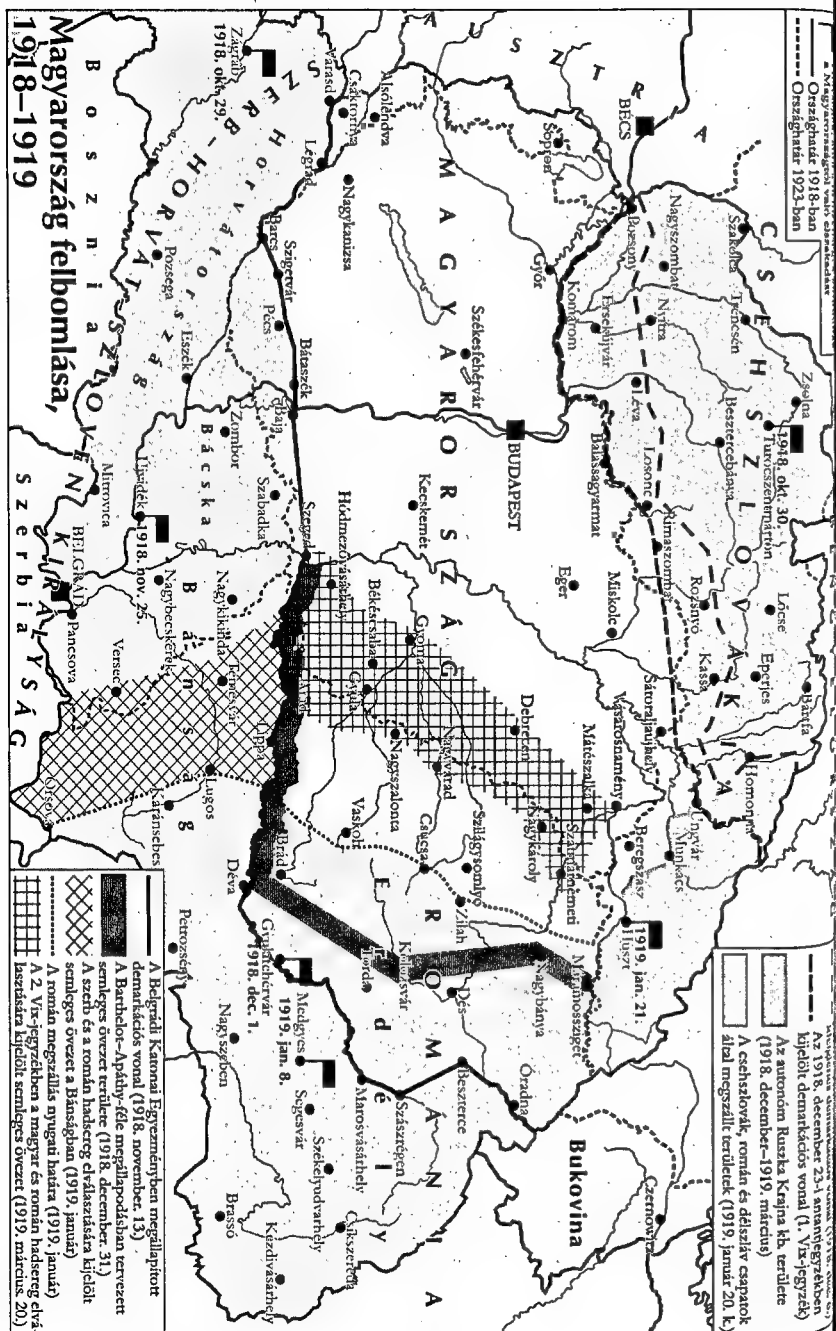 Magyarország felbomlása,
1918–1919
Országhatár 1918-ban
Országhatár 1923-ban
Az 1918. december 23-i antantjegyzékben
kijelölt demarkációs vonal (1. Vix-jegyzék)
Az autonóm Ruszka Krajna kb. területe
(1918. december–1919. március)
A csehszlovák, román és délszláv csapatok
által megszállt területek (1919. január 20. k.)
A Belgrádi Katonai Egyezményben megállapított
demarkációs vonal (1918. november. 13.)
A Barthelot–Apáthy-féle megállapodásban tervezett
semleges övezet területe (1918. december. 31.)
A szerb és a román hadsereg elválasztására kijelölt
semleges övezet a Bánságban (1919. január)
A román megszállás nyugati határa (1919. január)
A 2. Vix-jegyzékben a magyar és román hadsereg elvá-
lasztására kijelölt semleges övezet (1919. március. 20.)
AUSZTRIA
CSEHSZLOVÁKIA
MAGYARORSZÁG
ROMÁNIA
Erdély
SZERB-HORVÁT-SZLOVÉN KIRÁLYSÁG
Horvátország
Bosznia
Szerbia
Bácska
Bánság
Bukovina
BÉCS
Sopron
Pozsony
Nagyszombat
Szakolca
Trencsén
Nyitra
Zsolna
1918. okt. 30.
Turócszentmárton
Besztercebánya
Érsekújvár
Komárom
Győr
Léva
Losonc
Balassagyarmat
Rimaszombat
Rozsnyó
Lőcse
Eperjes
Bártfa
Kassa
Homonna
Sátoraljaújhely
Ungvár
Munkács
Vásárosnamény
Beregszász
Huszt
1919. jan. 21.
Máramarossziget
Czernowitz
Alsólendva
Csáktornya
Varasd
Légrád
Nagykanizsa
Zágráb
1918. okt. 29.
Székesfehérvár
BUDAPEST
Kecskemét
Eger
Miskolc
Debrecen
Mátészalka
Nagykároly
Szatmárnémeti
Nagybánya
Óradna
Szilágysomlyó
Zilah
Dés
Beszterce
Csucsa
Nagyvárad
Nagyszalonta
Vaskoh
Kolozsvár
Torda
Szászrégen
Marosvásárhely
Gyoma
Békéscsaba
Gyula
Hódmezővásárhely
Szeged
Arad
Lippa
Brád
Déva
Gyulafehérvár
1918. dec. 1.
Medgyes
1919. jan. 8.
Segesvár
Székelyudvarhely
Csíkszereda
Kézdivásárhely
Brassó
Nagyszeben
Petrozsény
Barcs
Szigetvár
Pécs
Bátaszék
Baja
Pozsega
Eszék
Zombor
Szabadka
Újvidék
1918. nov. 25.
Mitrovica
BELGRÁD
Pancsova
Nagybecskerek
Nagykikinda
Temesvár
Versec
Lugos
Karánsebes
Orsova